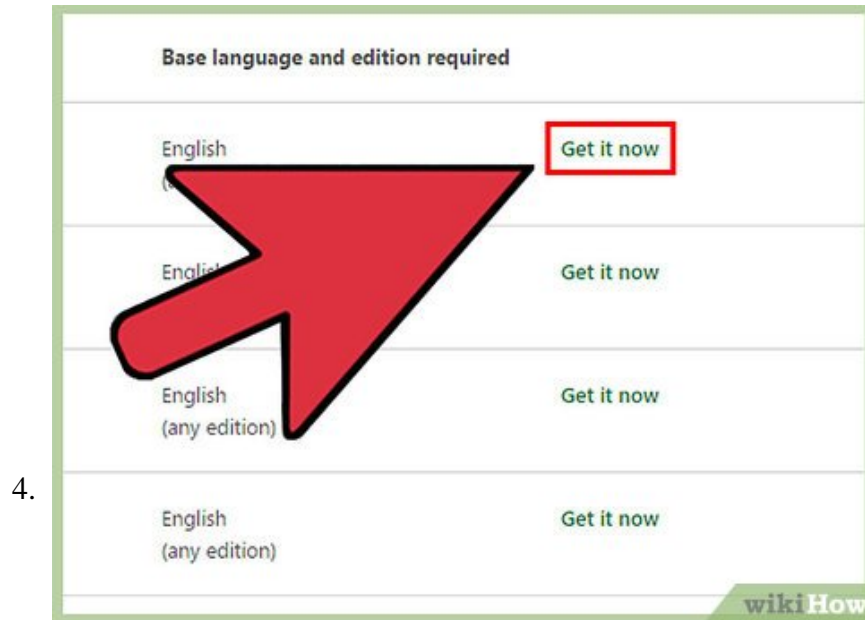 Base language and edition required
English
Get it now
English
Get it now
English
(any edition)
Get it now
4.
English
(any edition)
Get it now
wikiHow